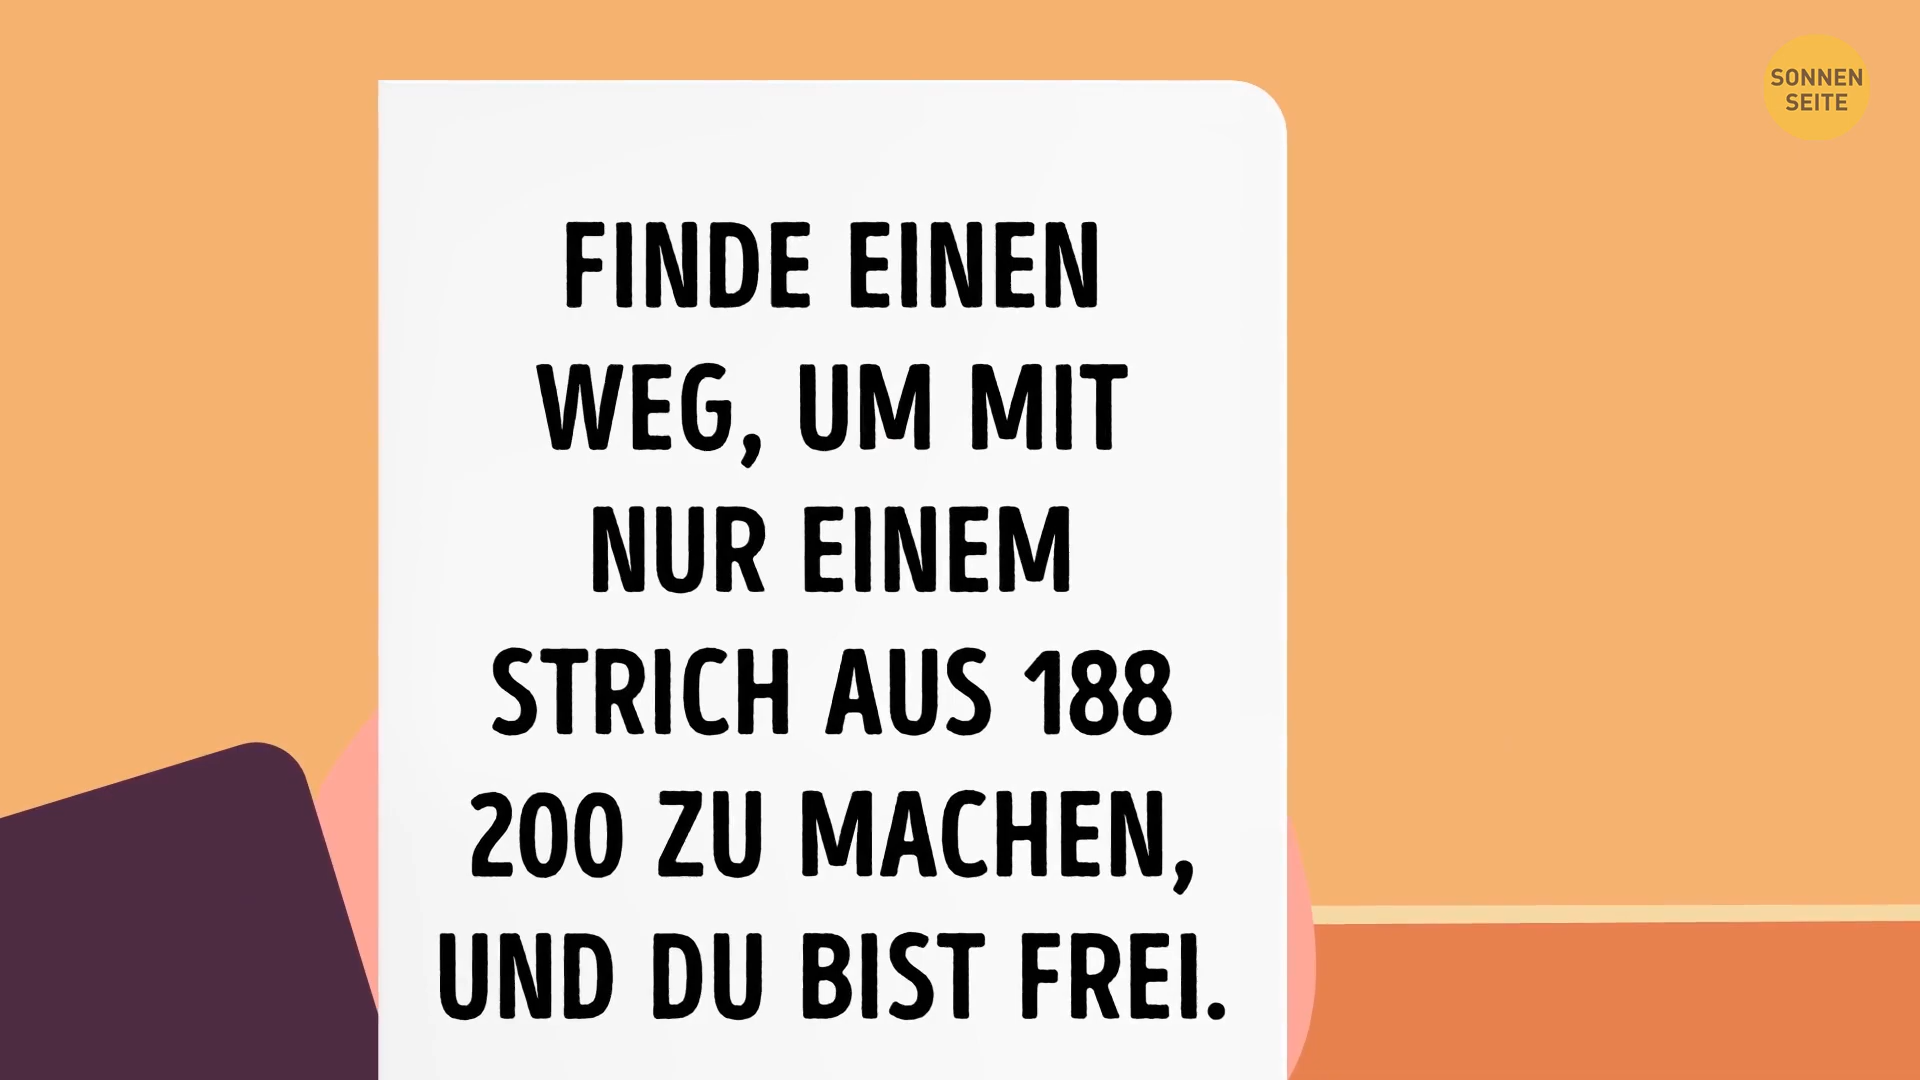 SONNEN
SEITE
FINDE EINEN
WEG, UM MIT
NUR EINEM
STRICH AUS 188
200 ZU MACHEN,
UND DU BIST FREI.